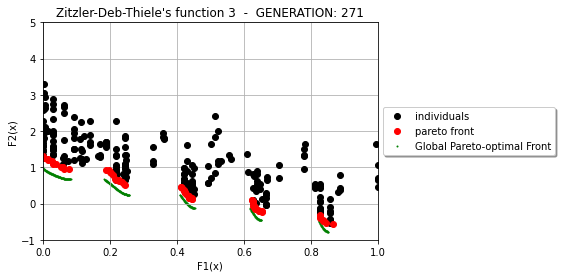 Zitzler-Deb-Thiele's function 3 - GENERATION: 271
5
4
3
2
1
0
−1
F2(x)
0.0 0.2 0.4 0.6 0.8 1.0
F1(x)
individuals
pareto front
Global Pareto-optimal Front